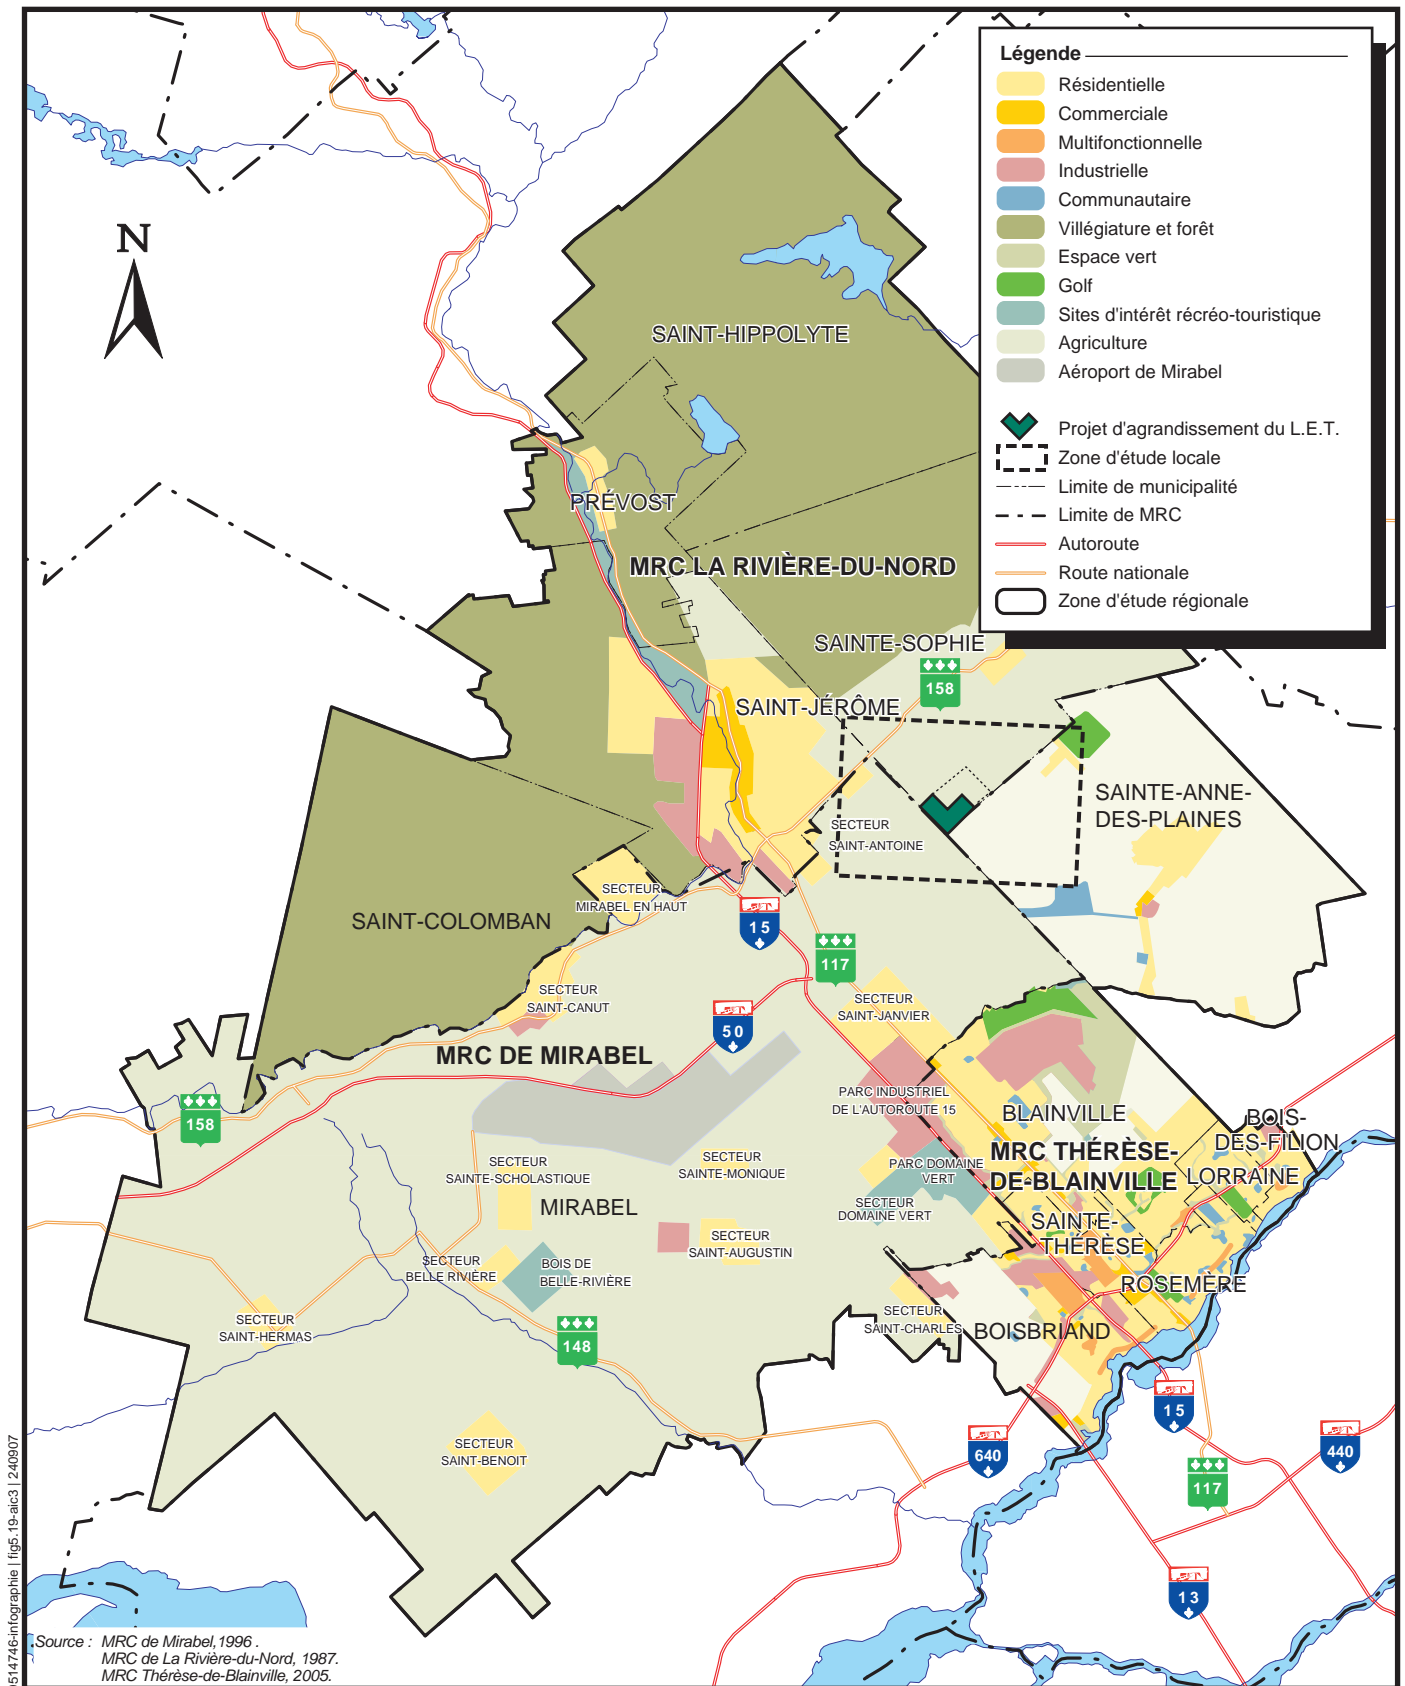 Légende
Résidentielle
Commerciale
Multifonctionnelle
Industrielle
Communautaire
Villégiature et forêt
Espace vert
Golf
Sites d'intérêt récréo-touristique
Agriculture
Aéroport de Mirabel
Projet d'agrandissement du L.E.T.
Zone d'étude locale
Limite de municipalité
Limite de MRC
Autoroute
Route nationale
Zone d'étude régionale
N
SAINT-HIPPOLYTE
PRÉVOST
MRC LA RIVIÈRE-DU-NORD
SAINTE-SOPHIE
158
SAINT-JÉRÔME
SAINTE-ANNE-
DES-PLAINES
SECTEUR
SAINT-ANTOINE
SECTEUR
MIRABEL EN HAUT
SAINT-COLOMBAN
15
117
SECTEUR
SAINT-CANUT
SECTEUR
SAINT-JANVIER
50
MRC DE MIRABEL
PARC INDUSTRIEL
DE L'AUTOROUTE 15
158
BLAINVILLE
BOIS-
DES-FILION
MRC THÉRÈSE-
DE-BLAINVILLE
LORRAINE
SECTEUR
SAINTE-SCHOLASTIQUE
SECTEUR
SAINTE-MONIQUE
PARC DOMAINE
VERT
MIRABEL
SECTEUR
DOMAINE VERT
SAINTE-
THÉRÈSE
SECTEUR
SAINT-AUGUSTIN
SECTEUR
BELLE RIVIÈRE
BOIS DE
BELLE-RIVIÈRE
ROSEMÈRE
SECTEUR
SAINT-HERMAS
SECTEUR
SAINT-CHARLES
BOISBRIAND
148
15
SECTEUR
SAINT-BENOIT
640
440
117
13
Source : MRC de Mirabel,1996 .
MRC de La Rivière-du-Nord, 1987.
MRC Thérèse-de-Blainville, 2005.
0514746-infographie | fig5.19-aic3 | 240907